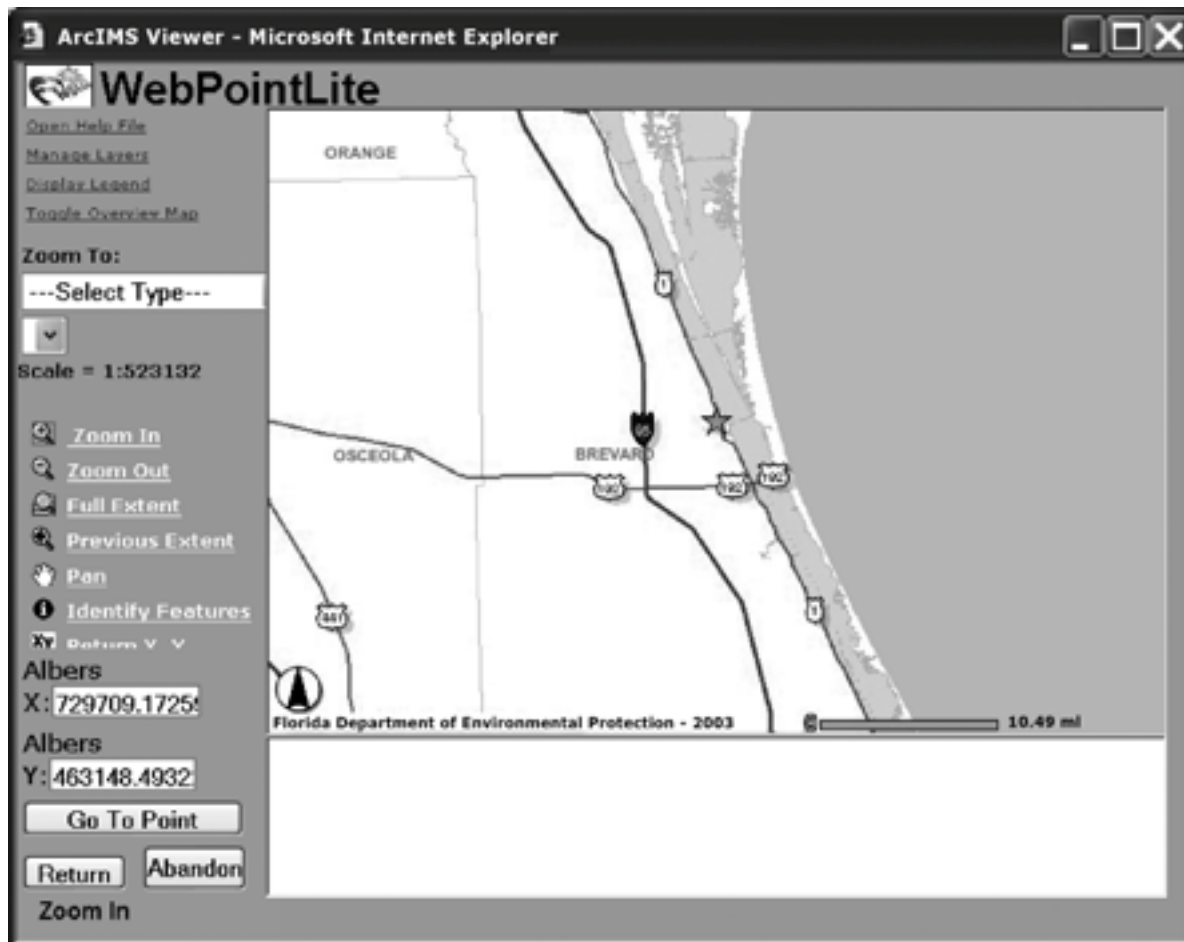 ArcIMS Viewer - Microsoft Internet Explorer
WebPointLite
Open Help File
Manage Layers
Display Legend
Toggle Overview Map
Zoom To:
---Select Type---
Scale = 1:523132
Zoom In
Zoom Out
Full Extent
Previous Extent
Pan
Identify Features
Return X, Y
Albers
X: 729709.1725
Albers
Y: 463148.4932
Go To Point
Return
Abandon
Zoom In
ORANGE
1
95
OSCEOLA
BREVARD
192
192
192
441
1
Florida Department of Environmental Protection - 2003
0
10.49 mi